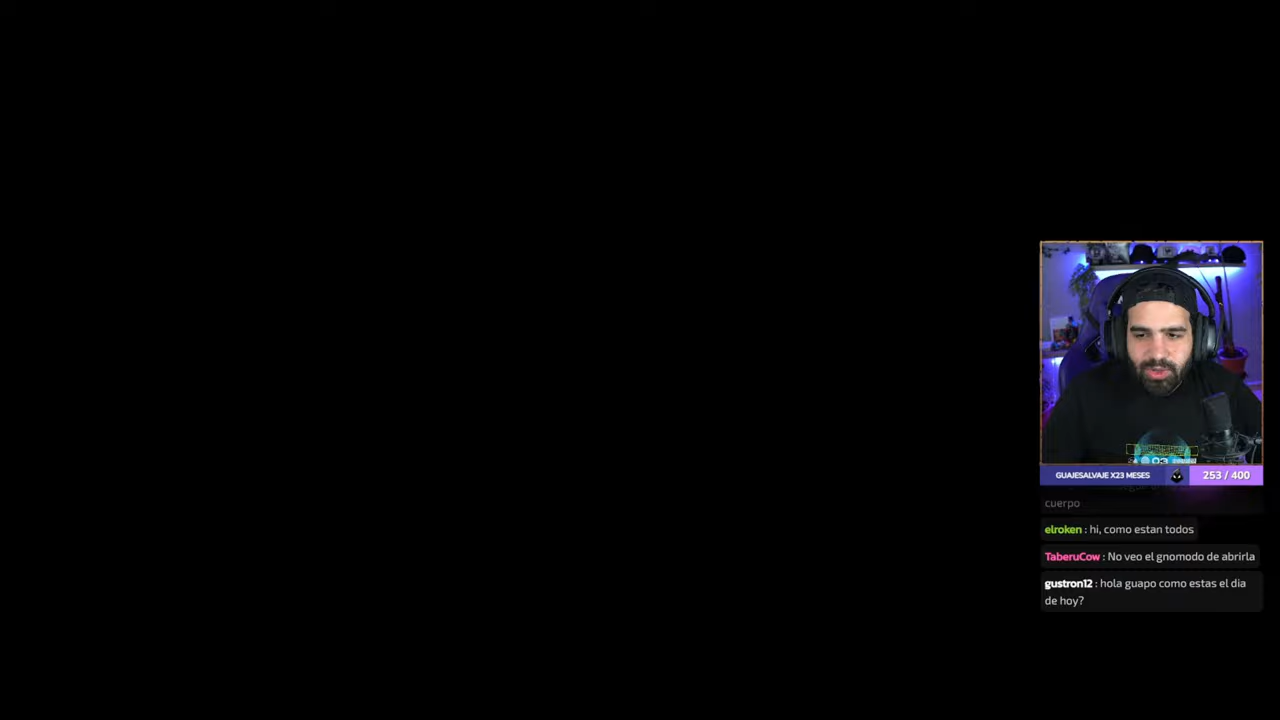 GUAJESALVAJE X23 MESES
253 / 400
cuerpo
elroken : hi, como estan todos
TaberuCow : No veo el gnomodo de abrirla
gustron12 : hola guapo como estas el dia
de hoy?